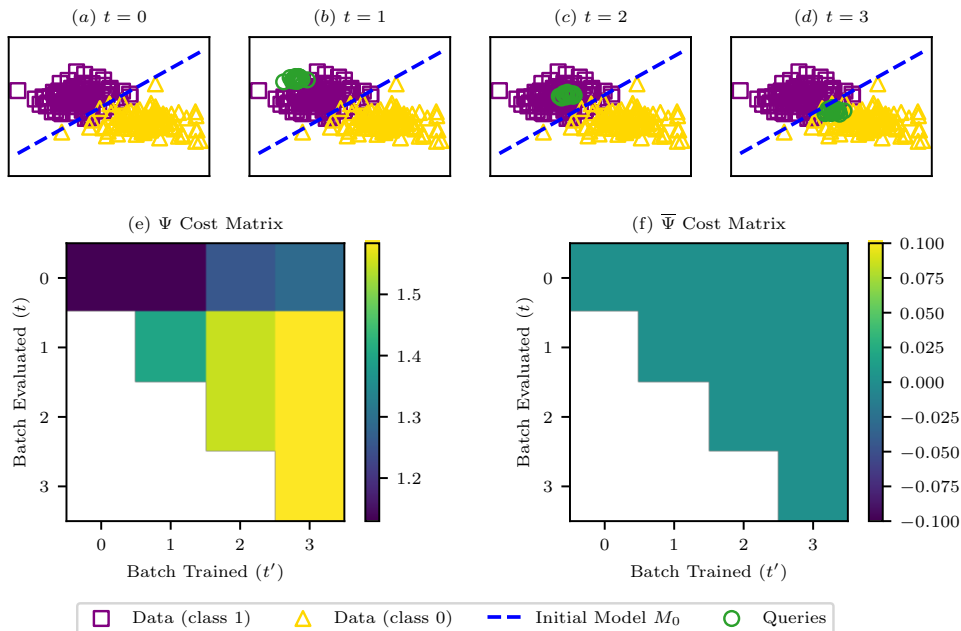 (a) t = 0
(b) t = 1
(c) t = 2
(d) t = 3
(e) Ψ Cost Matrix
(f) Ψ̅ Cost Matrix
Batch Evaluated (t)
0
1
2
3
0 1 2 3
Batch Trained (t′)
1.5
1.4
1.3
1.2
Batch Evaluated (t)
0
1
2
3
0 1 2 3
Batch Trained (t′)
0.100
0.075
0.050
0.025
0.000
−0.025
−0.050
−0.075
−0.100
Data (class 1) Data (class 0) Initial Model M₀ Queries